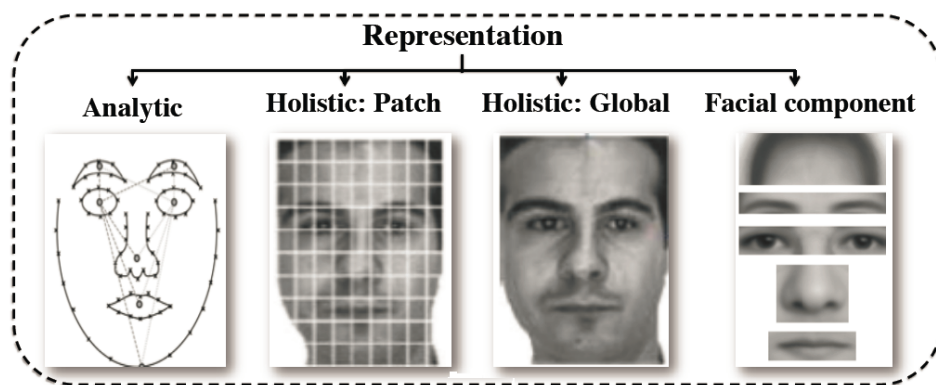 Representation
Analytic
Holistic: Patch
Holistic: Global
Facial component